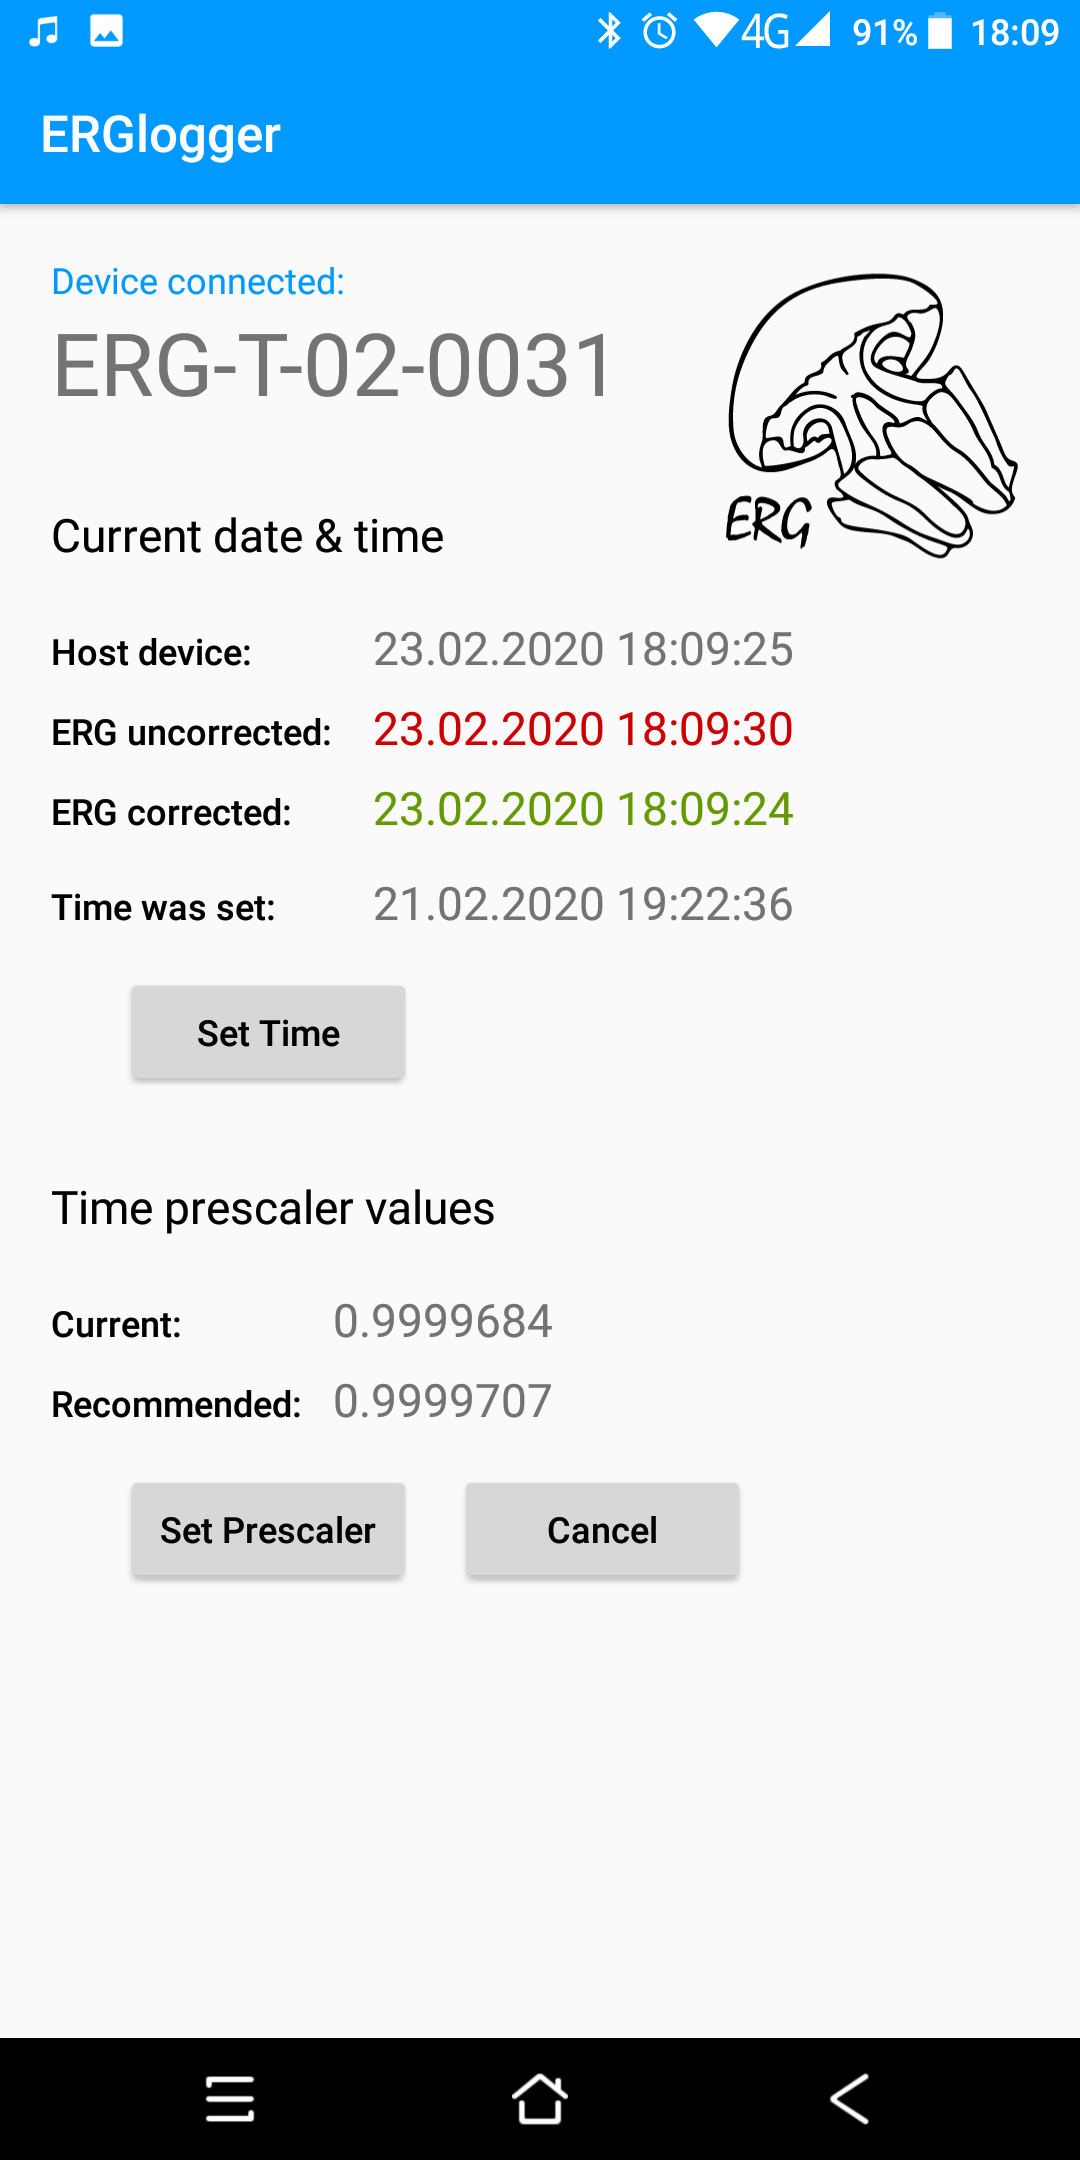 4G 91% 18:09
ERGlogger
Device connected:
ERG-T-02-0031
ERG
Current date & time
Host device: 23.02.2020 18:09:25
ERG uncorrected: 23.02.2020 18:09:30
ERG corrected: 23.02.2020 18:09:24
Time was set: 21.02.2020 19:22:36
Set Time
Time prescaler values
Current: 0.9999684
Recommended: 0.9999707
Set Prescaler Cancel